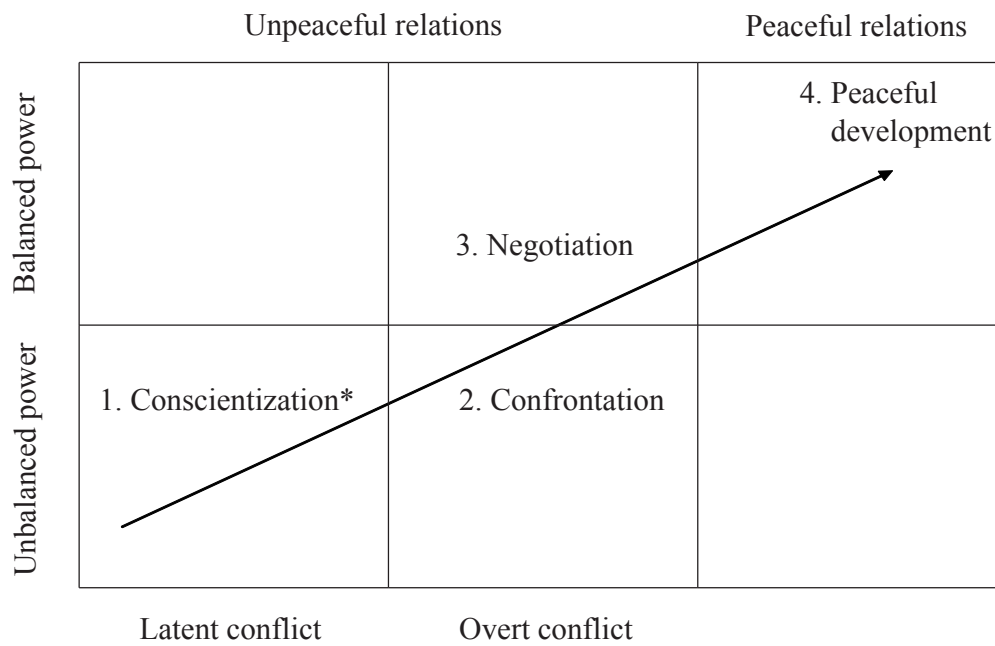 Unpeaceful relations
Peaceful relations
Balanced power
4. Peaceful
development
3. Negotiation
Unbalanced power
1. Conscientization*
2. Confrontation
Latent conflict
Overt conflict